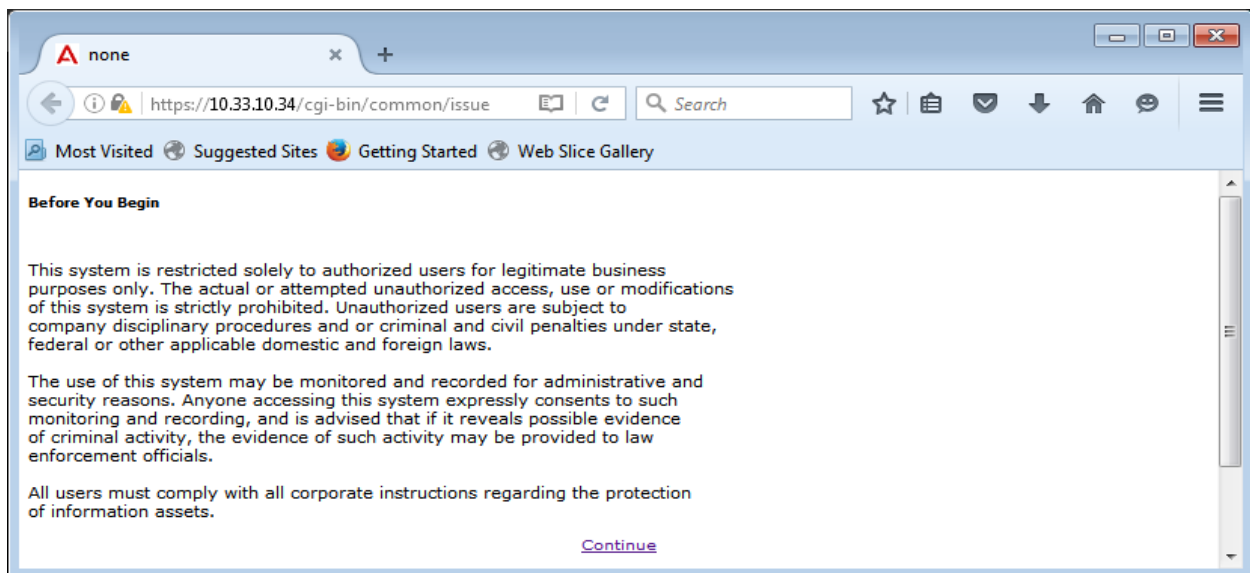 none
https://10.33.10.34/cgi-bin/common/issue Search
Most Visited Suggested Sites Getting Started Web Slice Gallery
Before You Begin
This system is restricted solely to authorized users for legitimate business
purposes only. The actual or attempted unauthorized access, use or modifications
of this system is strictly prohibited. Unauthorized users are subject to
company disciplinary procedures and or criminal and civil penalties under state,
federal or other applicable domestic and foreign laws.
The use of this system may be monitored and recorded for administrative and
security reasons. Anyone accessing this system expressly consents to such
monitoring and recording, and is advised that if it reveals possible evidence
of criminal activity, the evidence of such activity may be provided to law
enforcement officials.
All users must comply with all corporate instructions regarding the protection
of information assets.
Continue